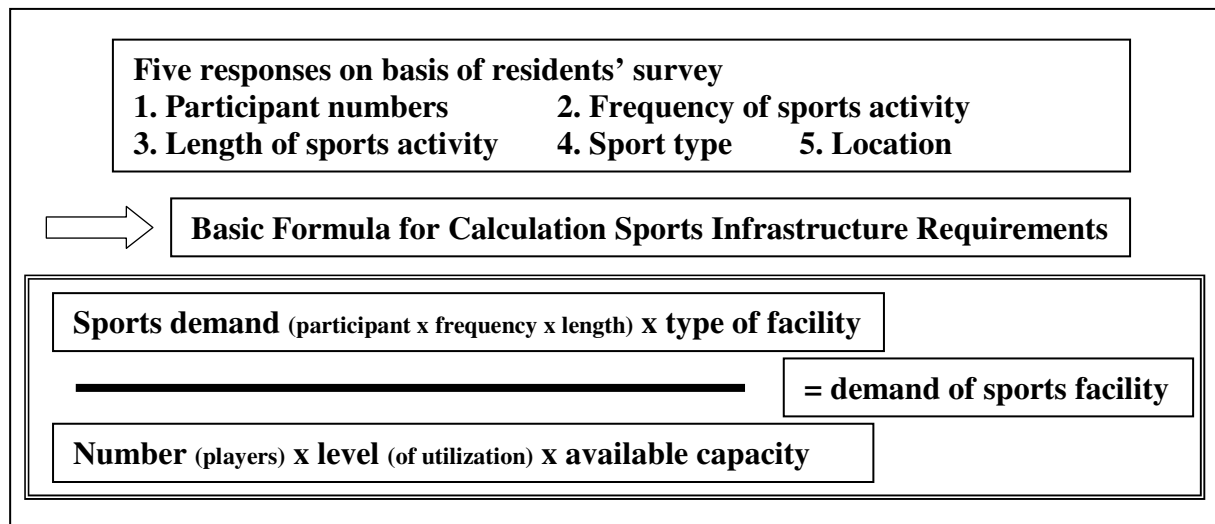 Five responses on basis of residents’ survey
1. Participant numbers 2. Frequency of sports activity
3. Length of sports activity 4. Sport type 5. Location
Basic Formula for Calculation Sports Infrastructure Requirements
Sports demand (participant x frequency x length) x type of facility
= demand of sports facility
Number (players) x level (of utilization) x available capacity